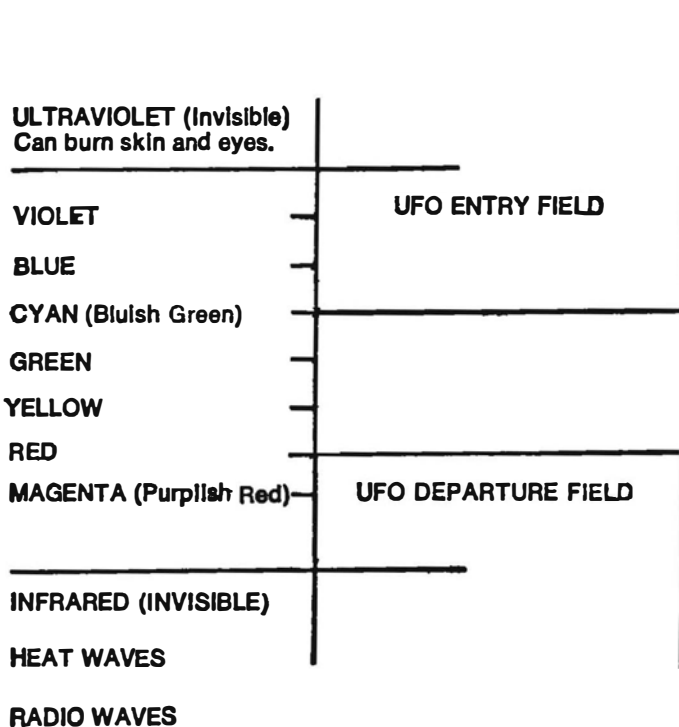 ULTRAVIOLET (Invisible)
Can burn skin and eyes.
UFO ENTRY FIELD
VIOLET
BLUE
CYAN (Bluish Green)
GREEN
YELLOW
RED
MAGENTA (Purplish Red)
UFO DEPARTURE FIELD
INFRARED (INVISIBLE)
HEAT WAVES
RADIO WAVES